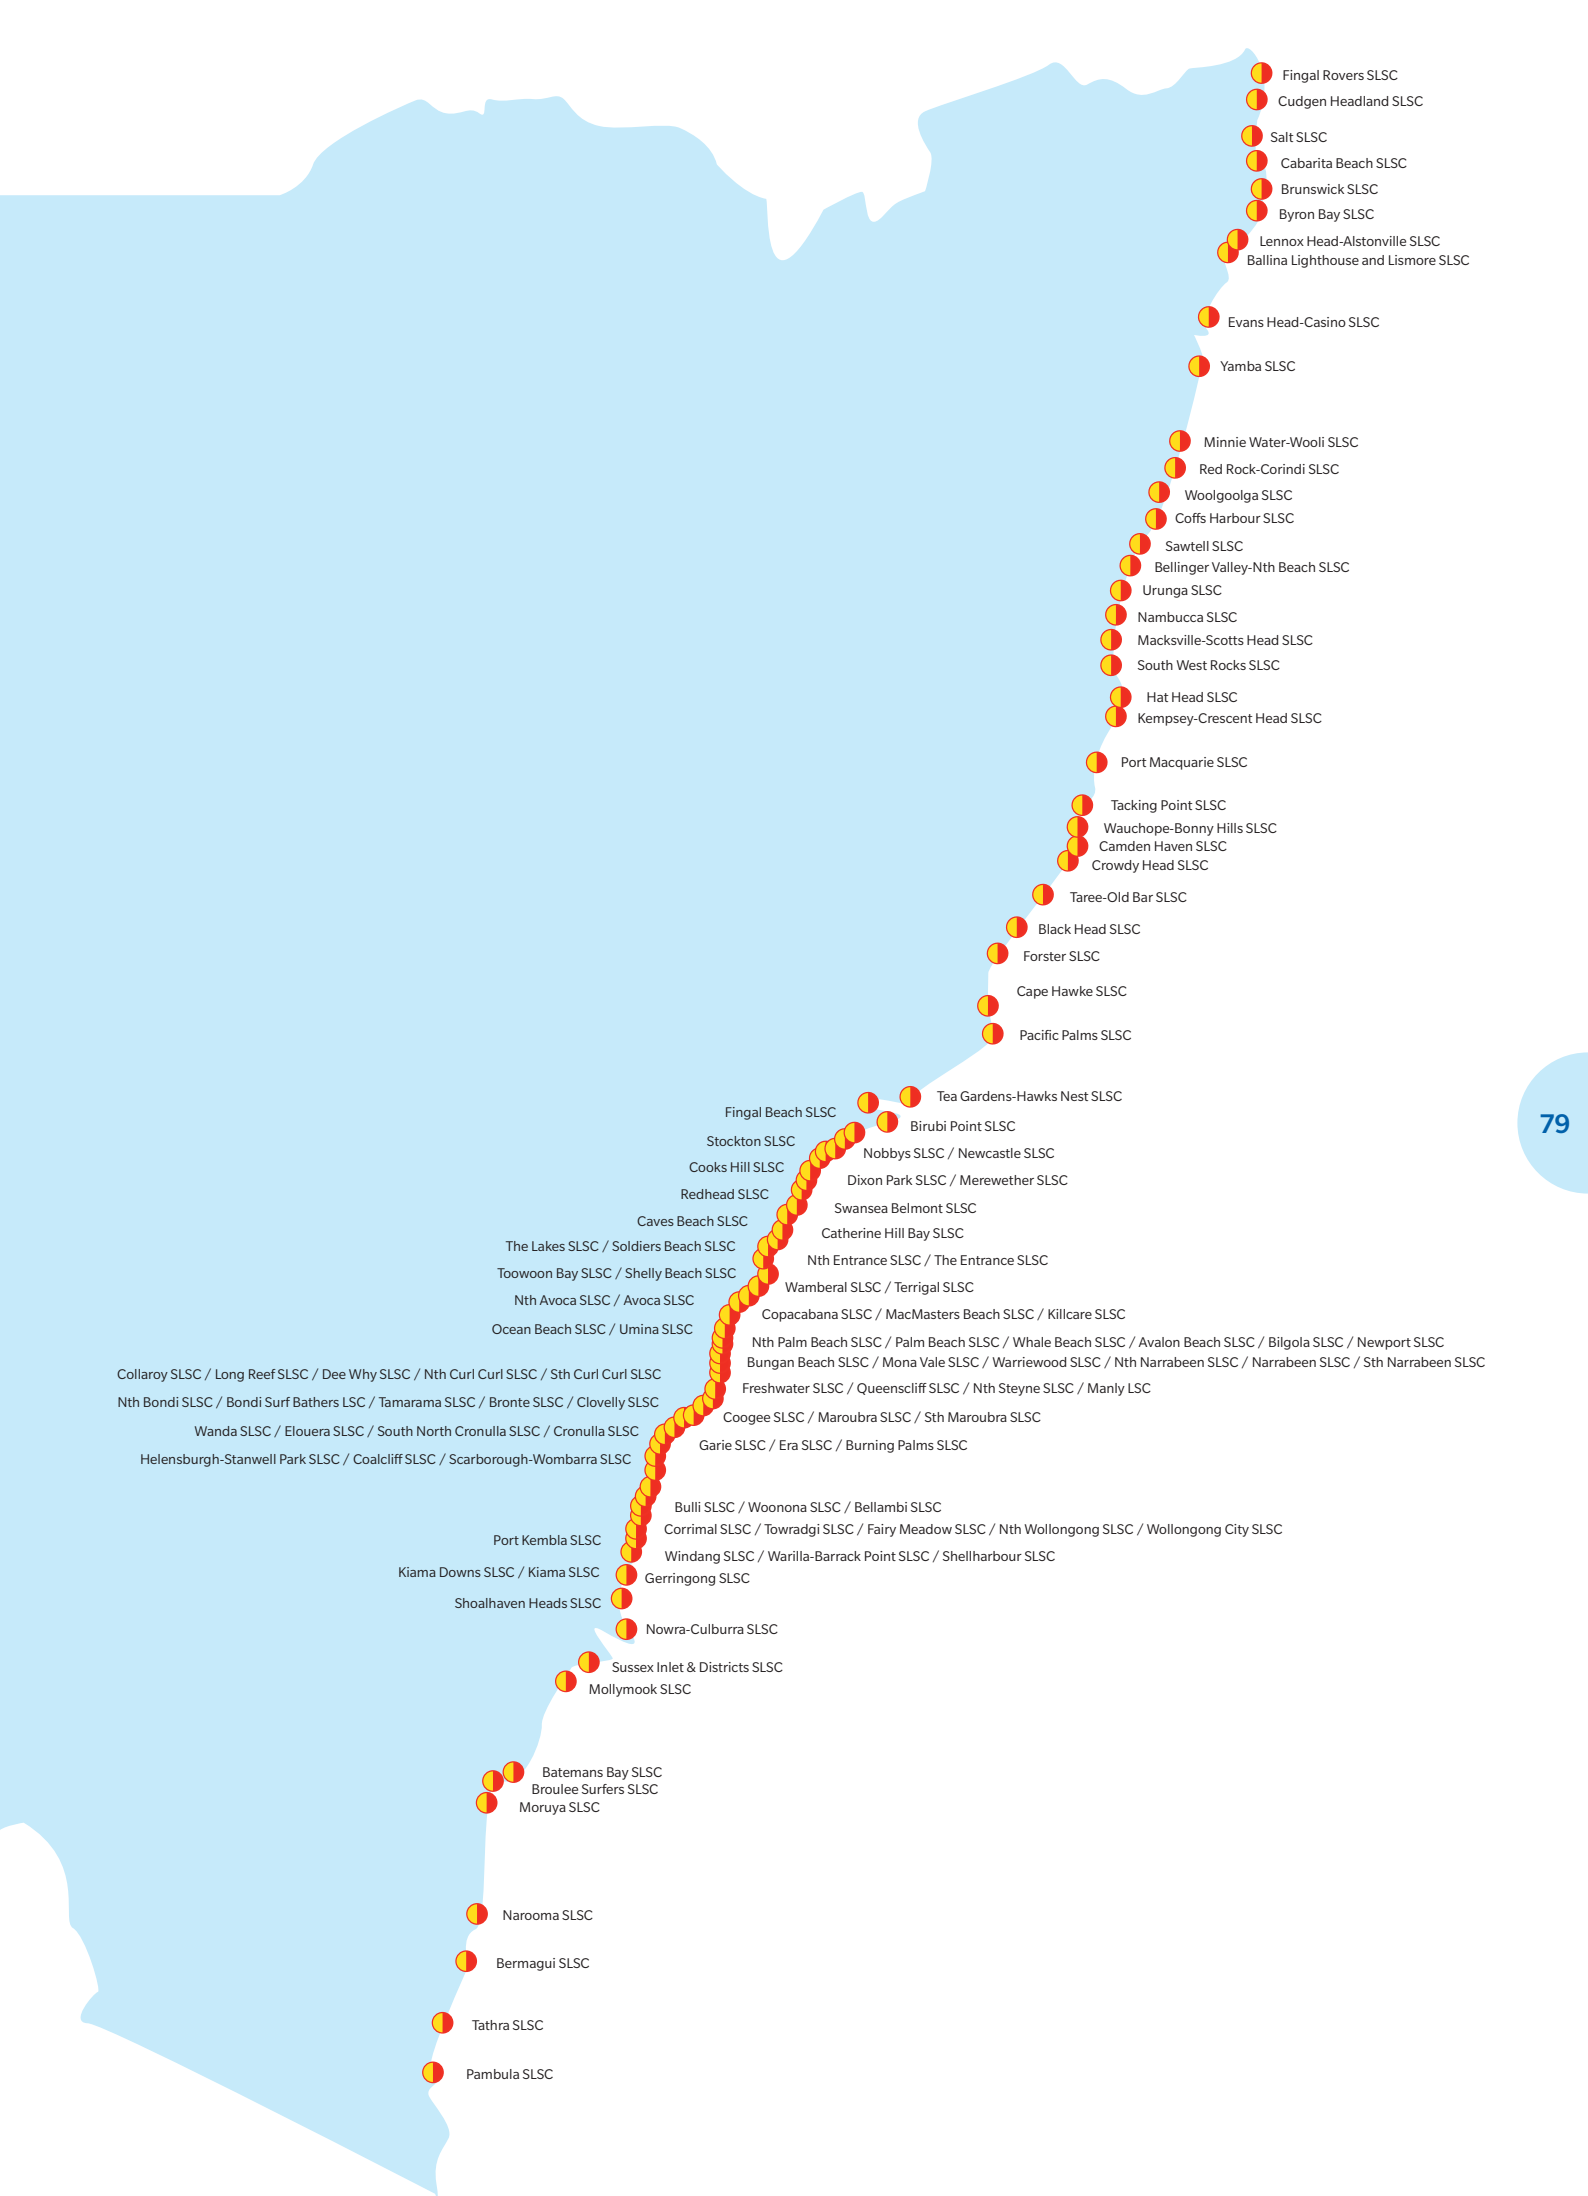 Fingal Rovers SLSC
Cudgen Headland SLSC
Salt SLSC
Cabarita Beach SLSC
Brunswick SLSC
Byron Bay SLSC
Lennox Head-Alstonville SLSC
Ballina Lighthouse and Lismore SLSC
Evans Head-Casino SLSC
Yamba SLSC
Minnie Water-Wooli SLSC
Red Rock-Corindi SLSC
Woolgoolga SLSC
Coffs Harbour SLSC
Sawtell SLSC
Bellinger Valley-Nth Beach SLSC
Urunga SLSC
Nambucca SLSC
Macksville-Scotts Head SLSC
South West Rocks SLSC
Hat Head SLSC
Kempsey-Crescent Head SLSC
Port Macquarie SLSC
Tacking Point SLSC
Wauchope-Bonny Hills SLSC
Camden Haven SLSC
Crowdy Head SLSC
Taree-Old Bar SLSC
Black Head SLSC
Forster SLSC
Cape Hawke SLSC
Pacific Palms SLSC
Tea Gardens-Hawks Nest SLSC
Fingal Beach SLSC
Birubi Point SLSC
79
Stockton SLSC
Nobbys SLSC / Newcastle SLSC
Cooks Hill SLSC
Dixon Park SLSC / Merewether SLSC
Redhead SLSC
Swansea Belmont SLSC
Caves Beach SLSC
Catherine Hill Bay SLSC
The Lakes SLSC / Soldiers Beach SLSC
Nth Entrance SLSC / The Entrance SLSC
Toowoon Bay SLSC / Shelly Beach SLSC
Wamberal SLSC / Terrigal SLSC
Nth Avoca SLSC / Avoca SLSC
Copacabana SLSC / MacMasters Beach SLSC / Killcare SLSC
Ocean Beach SLSC / Umina SLSC
Nth Palm Beach SLSC / Palm Beach SLSC / Whale Beach SLSC / Avalon Beach SLSC / Bilgola SLSC / Newport SLSC
Bungan Beach SLSC / Mona Vale SLSC / Warriewood SLSC / Nth Narrabeen SLSC / Narrabeen SLSC / Sth Narrabeen SLSC
Collaroy SLSC / Long Reef SLSC / Dee Why SLSC / Nth Curl Curl SLSC / Sth Curl Curl SLSC
Freshwater SLSC / Queenscliff SLSC / Nth Steyne SLSC / Manly LSC
Nth Bondi SLSC / Bondi Surf Bathers LSC / Tamarama SLSC / Bronte SLSC / Clovelly SLSC
Coogee SLSC / Maroubra SLSC / Sth Maroubra SLSC
Wanda SLSC / Elouera SLSC / South North Cronulla SLSC / Cronulla SLSC
Garie SLSC / Era SLSC / Burning Palms SLSC
Helensburgh-Stanwell Park SLSC / Coalcliff SLSC / Scarborough-Wombarra SLSC
Bulli SLSC / Woonona SLSC / Bellambi SLSC
Corrimal SLSC / Towradgi SLSC / Fairy Meadow SLSC / Nth Wollongong SLSC / Wollongong City SLSC
Port Kembla SLSC
Windang SLSC / Warilla-Barrack Point SLSC / Shellharbour SLSC
Kiama Downs SLSC / Kiama SLSC
Gerringong SLSC
Shoalhaven Heads SLSC
Nowra-Culburra SLSC
Sussex Inlet & Districts SLSC
Mollymook SLSC
Batemans Bay SLSC
Broulee Surfers SLSC
Moruya SLSC
Narooma SLSC
Bermagui SLSC
Tathra SLSC
Pambula SLSC